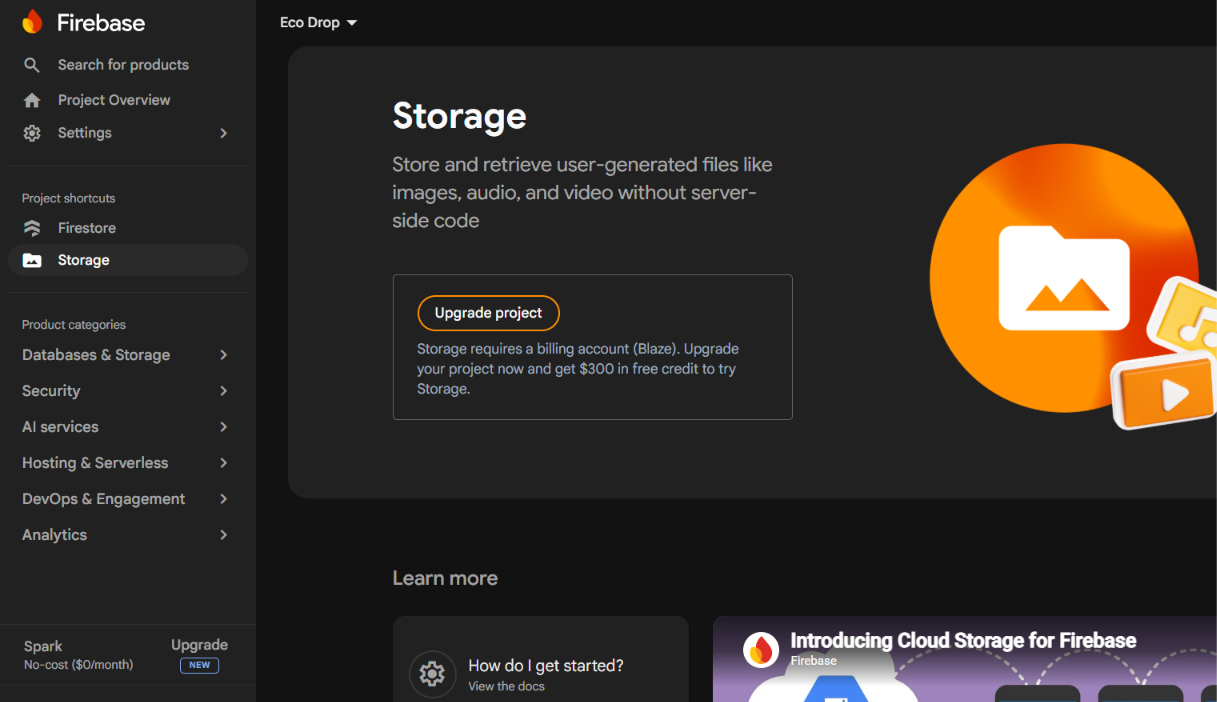 Firebase
Search for products
Project Overview
Settings
Project shortcuts
Firestore
Storage
Product categories
Databases & Storage
Security
AI services
Hosting & Serverless
DevOps & Engagement
Analytics
Spark
No-cost ($0/month)
Upgrade
NEW
Eco Drop
Storage
Store and retrieve user-generated files like
images, audio, and video without server-
side code
Upgrade project
Storage requires a billing account (Blaze). Upgrade
your project now and get $300 in free credit to try
Storage.
Learn more
How do I get started?
View the docs
Introducing Cloud Storage for Firebase
Firebase